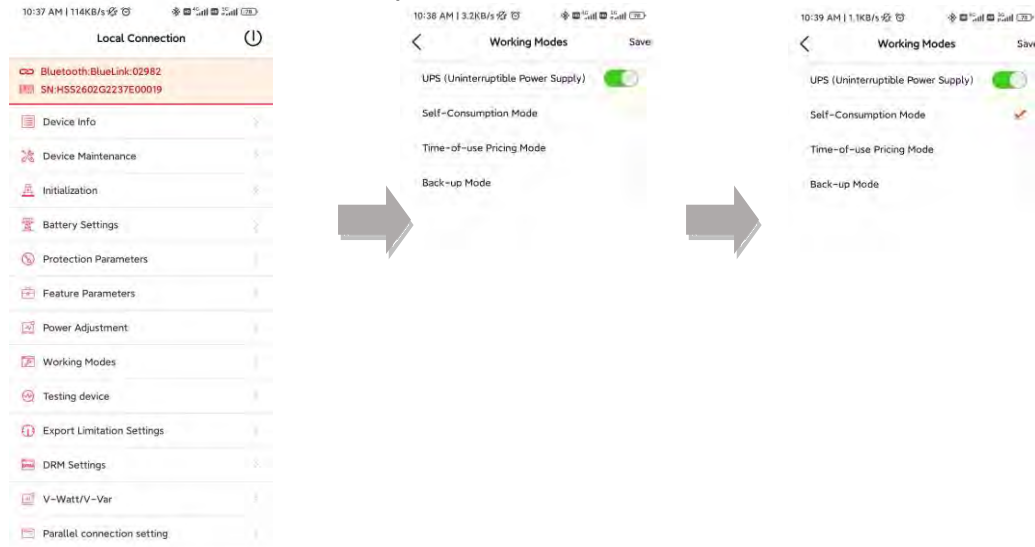 10:37 AM | 114KB/s
Local Connection
Bluetooth:BlueLink:02982
SN:HSS2602G2237E00019
Device Info
Device Maintenance
Initialization
Battery Settings
Protection Parameters
Feature Parameters
Power Adjustment
Working Modes
Testing device
Export Limitation Settings
DRM Settings
V-Watt/V-Var
Parallel connection setting
10:38 AM | 3.2KB/s
Working Modes Save
UPS (Uninterruptible Power Supply)
Self-Consumption Mode
Time-of-use Pricing Mode
Back-up Mode
10:39 AM | 1.1KB/s
Working Modes Save
UPS (Uninterruptible Power Supply)
Self-Consumption Mode
Time-of-use Pricing Mode
Back-up Mode